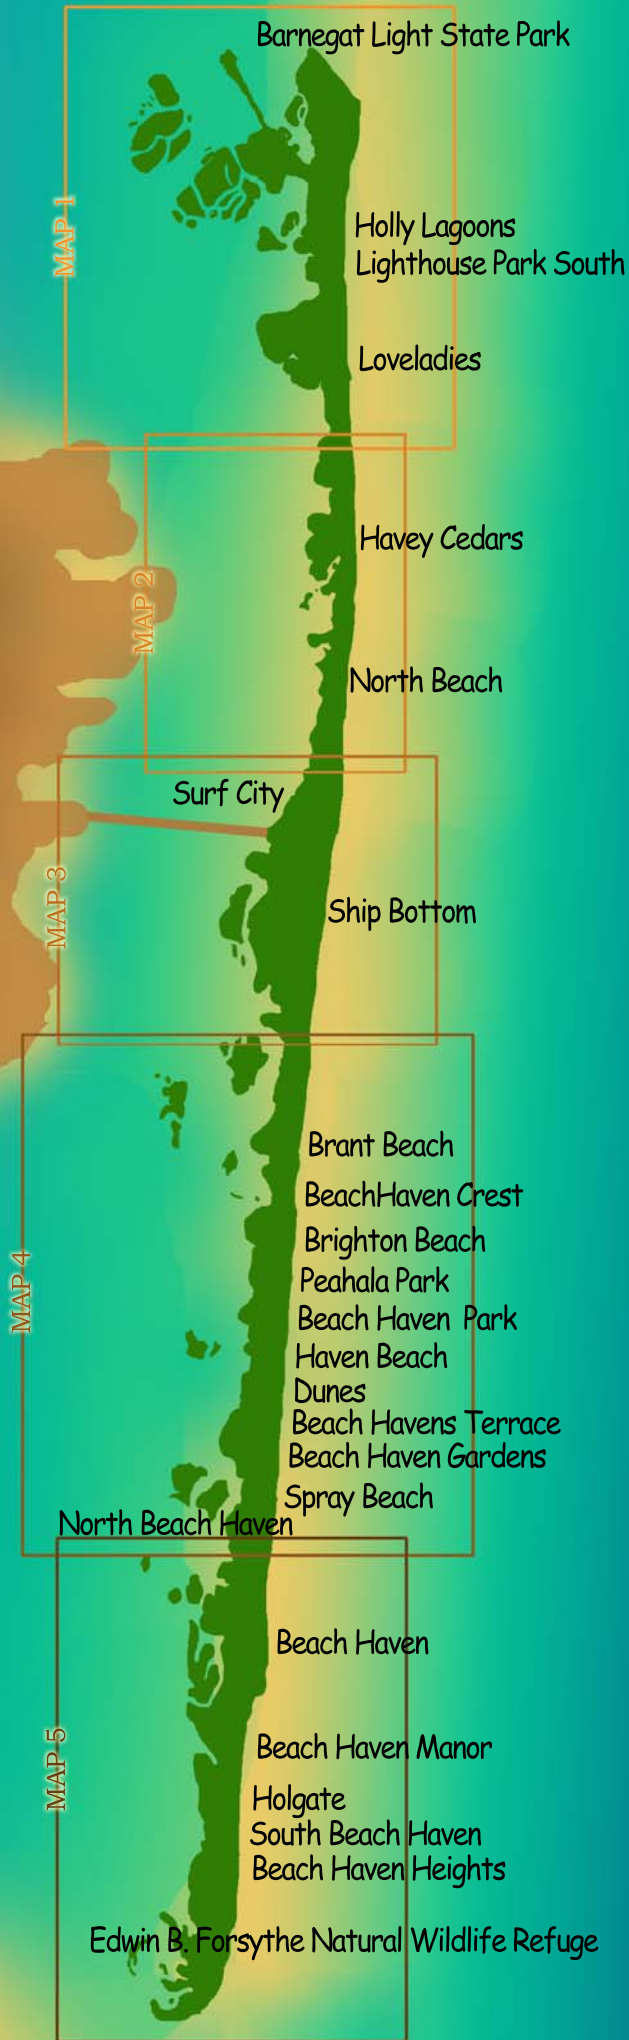 Barnegat Light State Park
MAP 1
Holly Lagoons
Lighthouse Park South
Loveladies
Havey Cedars
MAP 2
North Beach
Surf City
MAP 3
Ship Bottom
Brant Beach
BeachHaven Crest
Brighton Beach
MAP 4
Peahala Park
Beach Haven Park
Haven Beach
Dunes
Beach Havens Terrace
Beach Haven Gardens
Spray Beach
North Beach Haven
Beach Haven
MAP 5
Beach Haven Manor
Holgate
South Beach Haven
Beach Haven Heights
Edwin B. Forsythe Natural Wildlife Refuge